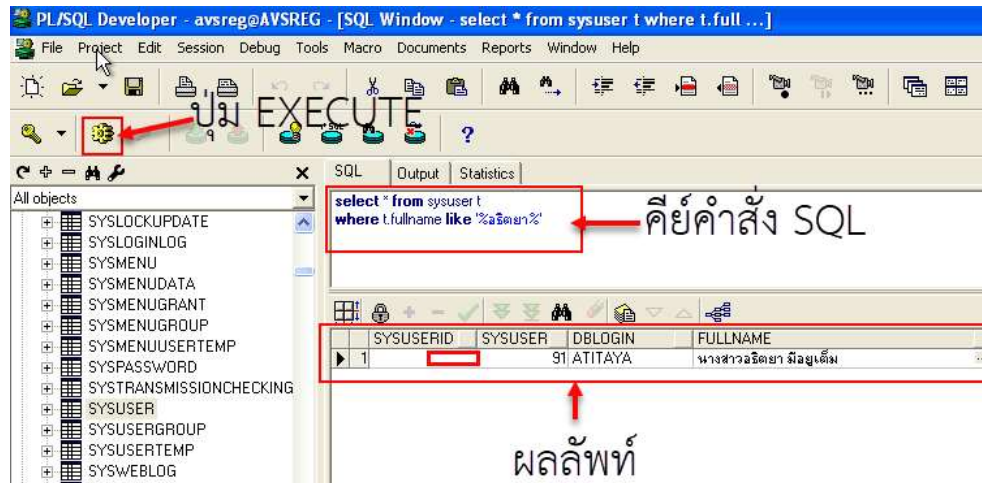 PL/SQL Developer - avsreg@AVSREG - [SQL Window - select * from sysuser t where t.full ...]
File Project Edit Session Debug Tools Macro Documents Reports Window Help
ปุ่ม EXECUTE
SQL Output Statistics
All objects
select * from sysuser t
where t.fullname like '%อธิตยา%'
คีย์คำสั่ง SQL
SYSLOCKUPDATE
SYSLOGINLOG
SYSMENU
SYSMENUDATA
SYSMENUGRANT
SYSMENUGROUP
SYSMENUUSERTEMP
SYSPASSWORD
SYSTRANSMISSIONCHECKING
SYSUSER
SYSUSERGROUP
SYSUSERTEMP
SYSWEBLOG
SYSUSERID SYSUSER DBLOGIN FULLNAME
1 91 ATITAYA นางสาวอธิตยา มีอยู่เต็ม
ผลลัพท์